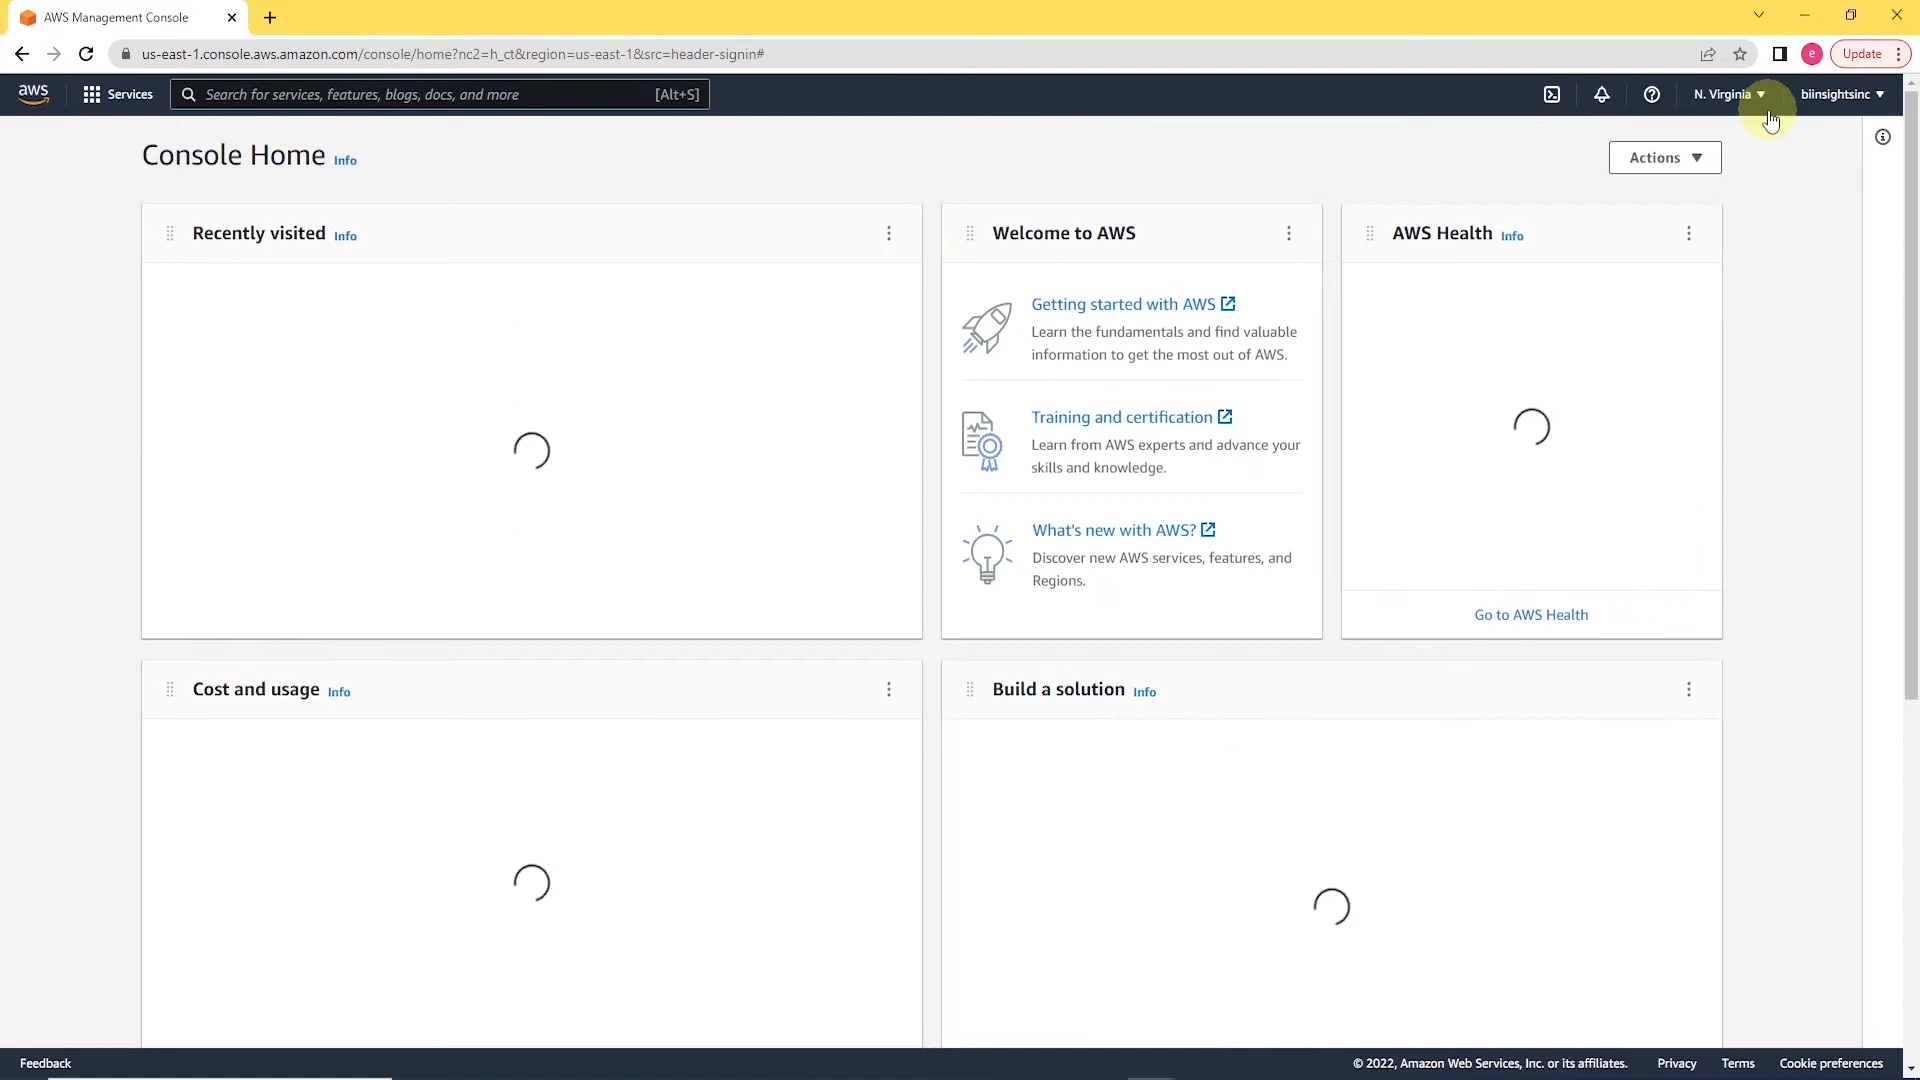 AWS Management Console
us-east-1.console.aws.amazon.com/console/home?nc2=h_ct&region=us-east-1&src=header-signin#
e
Update
aws
Services
Search for services, features, blogs, docs, and more
[Alt+S]
N. Virginia
biinsightsinc
Console Home Info
Actions
Recently visited Info
Welcome to AWS
Getting started with AWS
Learn the fundamentals and find valuable
information to get the most out of AWS.
Training and certification
Learn from AWS experts and advance your
skills and knowledge.
What's new with AWS?
Discover new AWS services, features, and
Regions.
AWS Health Info
Go to AWS Health
Cost and usage Info
Build a solution Info
Feedback
© 2022, Amazon Web Services, Inc. or its affiliates.
Privacy
Terms
Cookie preferences